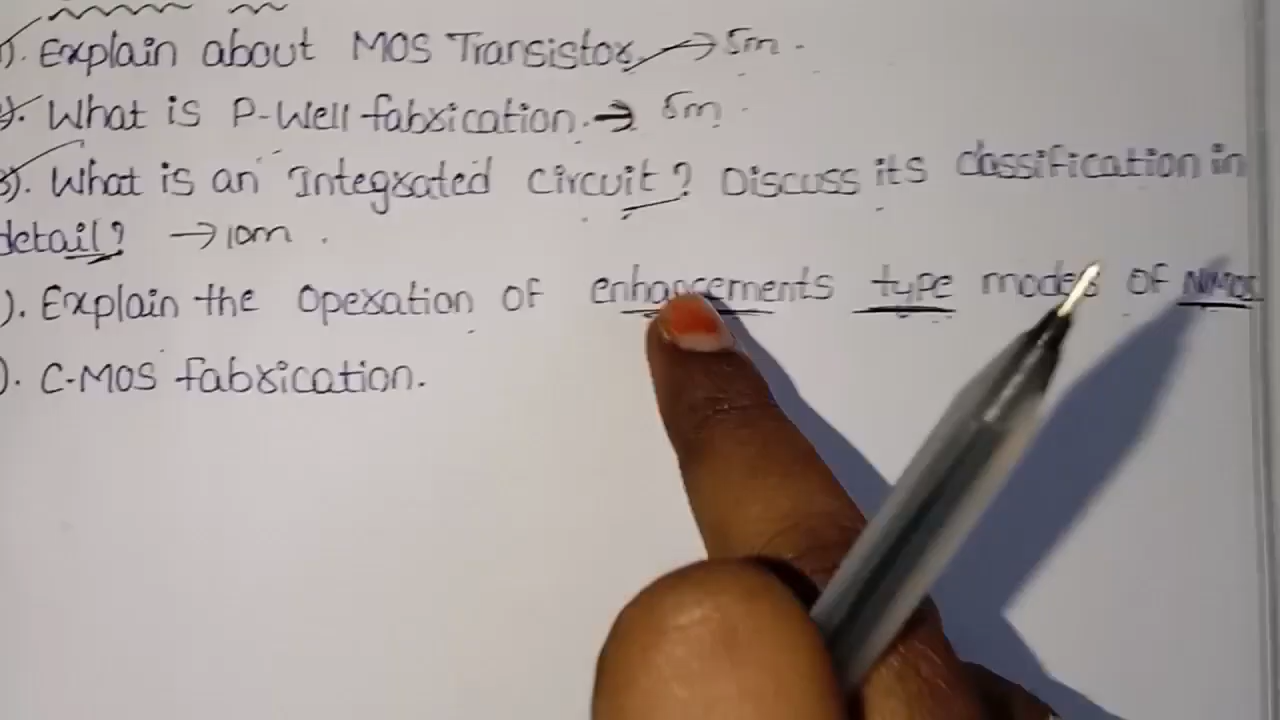 ). Explain about MOS Transistor → 5m.
). What is P-Well fabrication. → 5m.
3). What is an Integrated circuit? Discuss its classification in
detail? → 10m.
). Explain the operation of enhancements type modes of NMOS
). C-MOS fabrication.